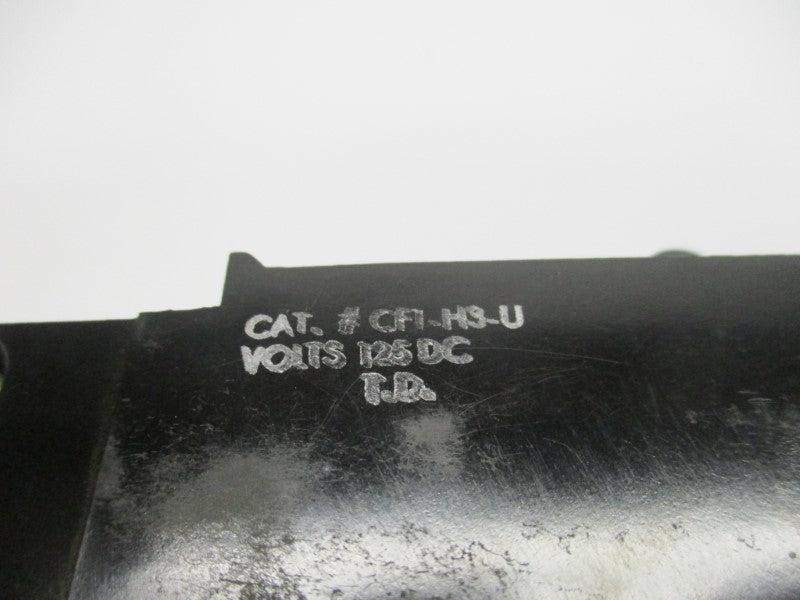 CAT. # CF1-H3-U
VOLTS 125 DC
T.D.